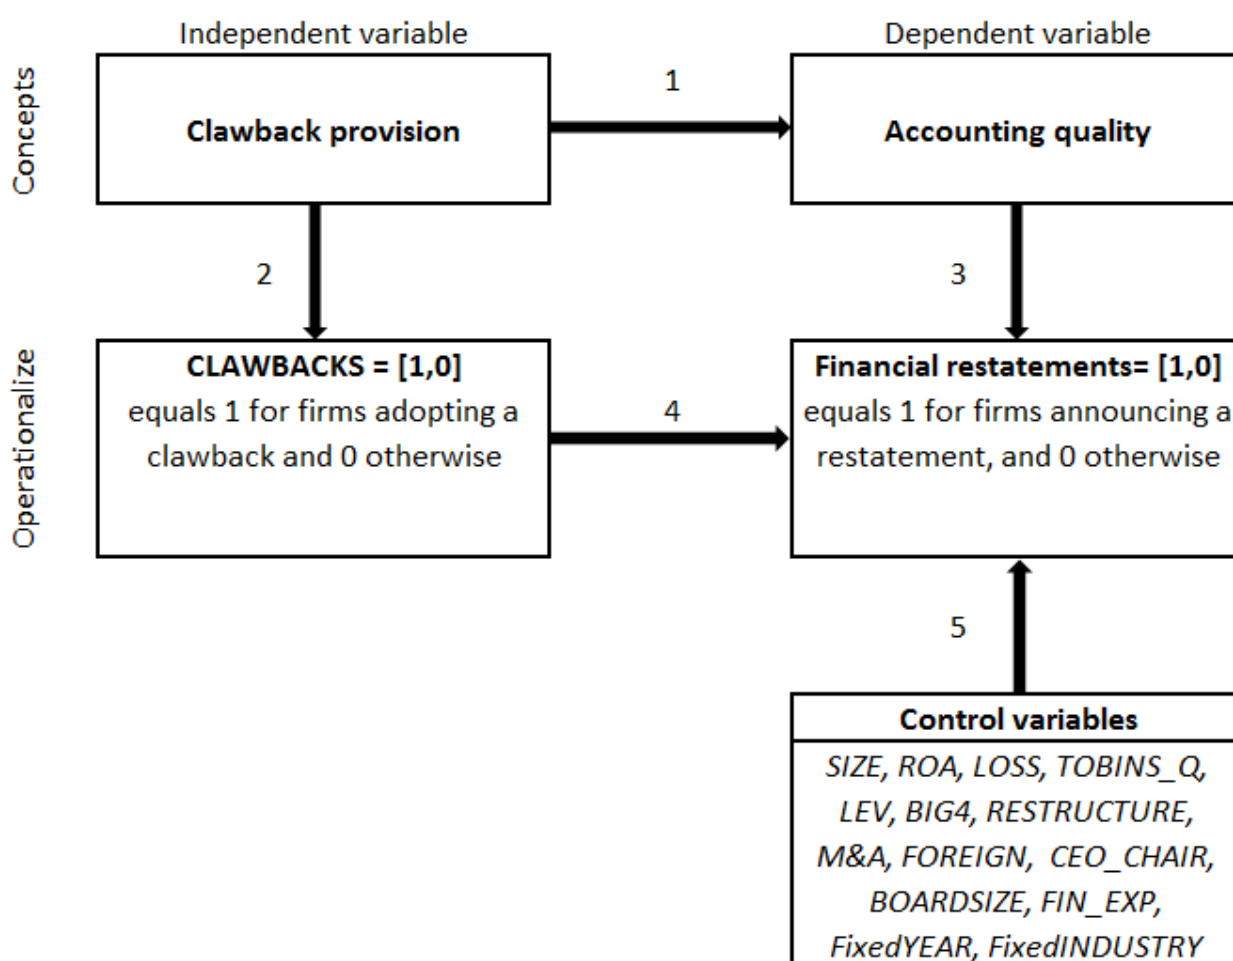 Independent variable
Dependent variable
Concepts
Clawback provision
1
Accounting quality
2
3
Operationalize
CLAWBACKS = [1,0]
equals 1 for firms adopting a
clawback and 0 otherwise
4
Financial restatements= [1,0]
equals 1 for firms announcing a
restatement, and 0 otherwise
5
Control variables
SIZE, ROA, LOSS, TOBINS_Q,
LEV, BIG4, RESTRUCTURE,
M&A, FOREIGN, CEO_CHAIR,
BOARDSIZE, FIN_EXP,
FixedYEAR, FixedINDUSTRY